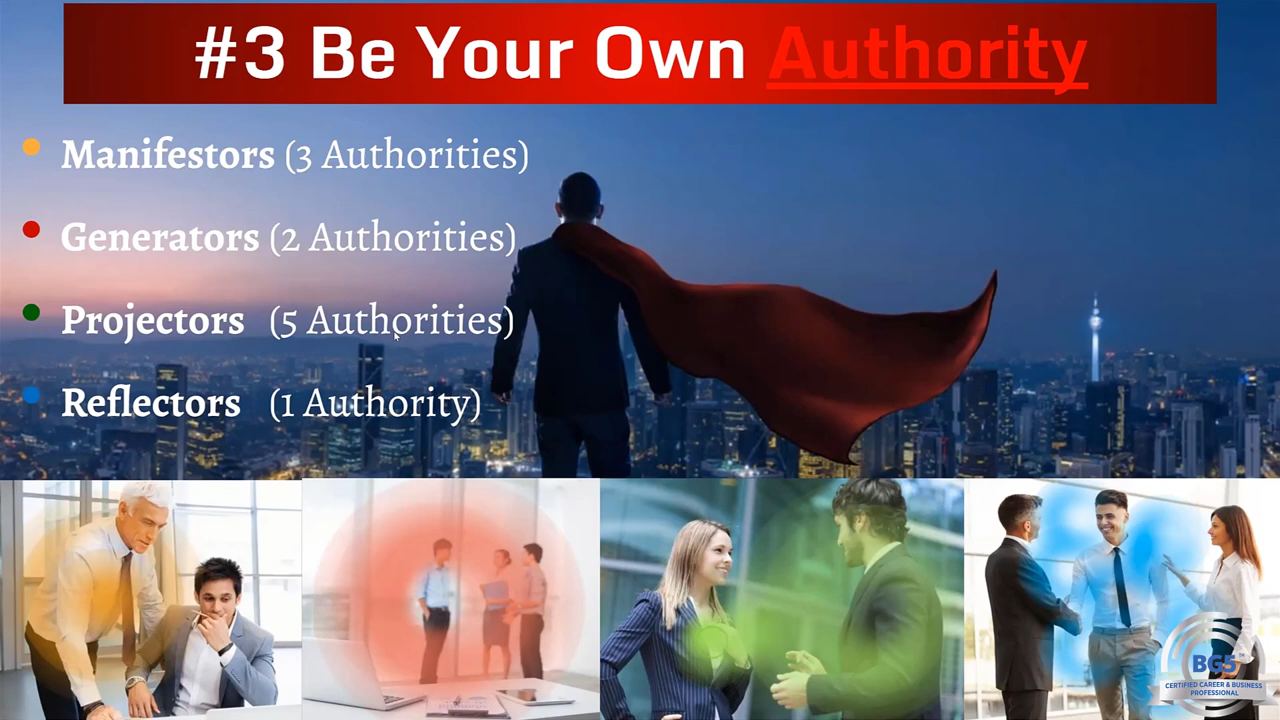 #3 Be Your Own Authority
Manifestors (3 Authorities)
Generators (2 Authorities)
Projectors (5 Authorities)
Reflectors (1 Authority)
BG5
CERTIFIED CAREER & BUSINESS
PROFESSIONAL